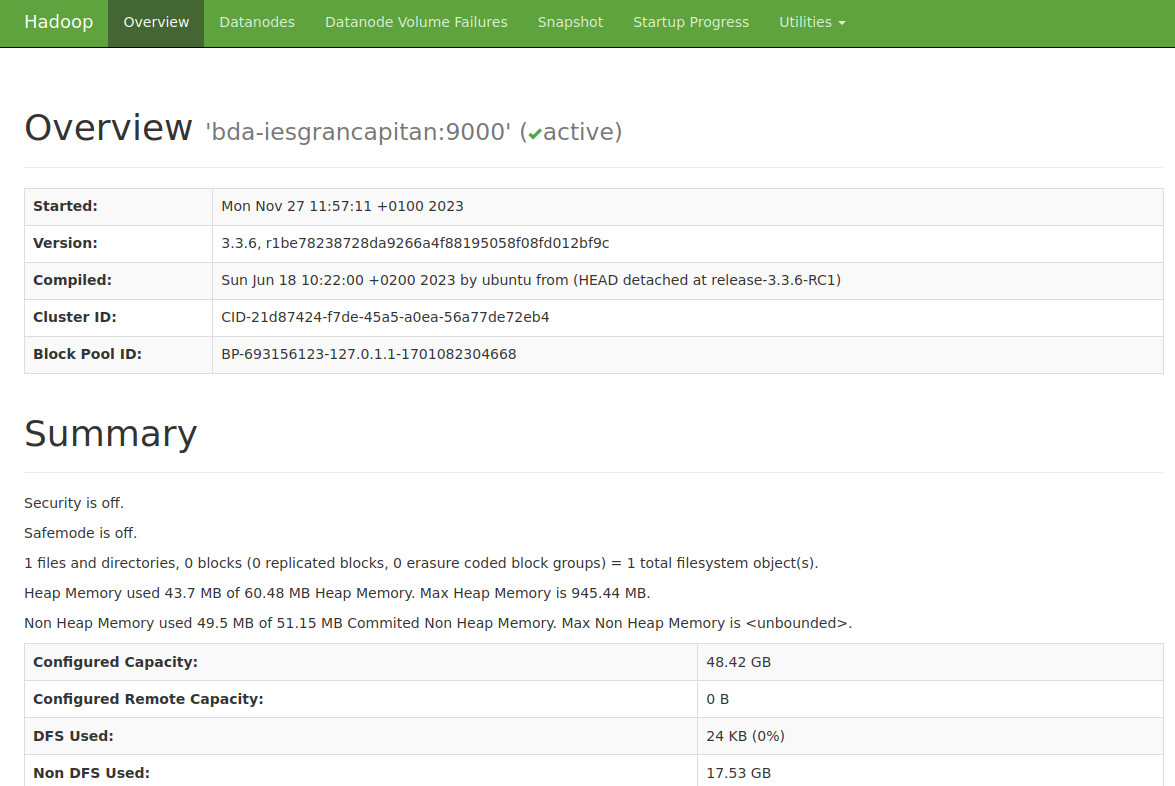 Hadoop Overview Datanodes Datanode Volume Failures Snapshot Startup Progress Utilities
Overview 'bda-iesgrancapitan:9000' (✔active)
Started: Mon Nov 27 11:57:11 +0100 2023
Version: 3.3.6, r1be78238728da9266a4f88195058f08fd012bf9c
Compiled: Sun Jun 18 10:22:00 +0200 2023 by ubuntu from (HEAD detached at release-3.3.6-RC1)
Cluster ID: CID-21d87424-f7de-45a5-a0ea-56a77de72eb4
Block Pool ID: BP-693156123-127.0.1.1-1701082304668
Summary
Security is off.
Safemode is off.
1 files and directories, 0 blocks (0 replicated blocks, 0 erasure coded block groups) = 1 total filesystem object(s).
Heap Memory used 43.7 MB of 60.48 MB Heap Memory. Max Heap Memory is 945.44 MB.
Non Heap Memory used 49.5 MB of 51.15 MB Commited Non Heap Memory. Max Non Heap Memory is <unbounded>.
Configured Capacity: 48.42 GB
Configured Remote Capacity: 0 B
DFS Used: 24 KB (0%)
Non DFS Used: 17.53 GB